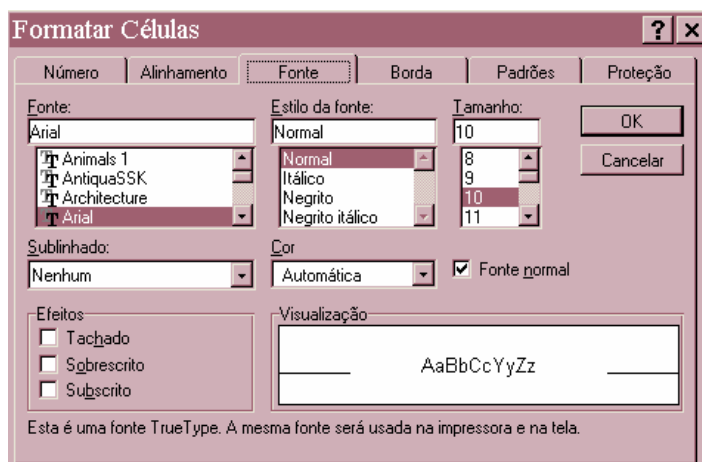 Formatar Células
Número Alinhamento Fonte Borda Padrões Proteção
Fonte: Estilo da fonte: Tamanho:
Arial Normal 10 OK
Animals 1 Normal 8
AntiquaSSK Itálico 9 Cancelar
Architecture Negrito 10
Arial Negrito itálico 11
Sublinhado: Cor
Nenhum Automática Fonte normal
Efeitos Visualização
Tachado
Sobrescrito AaBbCcYyZz
Subscrito
Esta é uma fonte TrueType. A mesma fonte será usada na impressora e na tela.